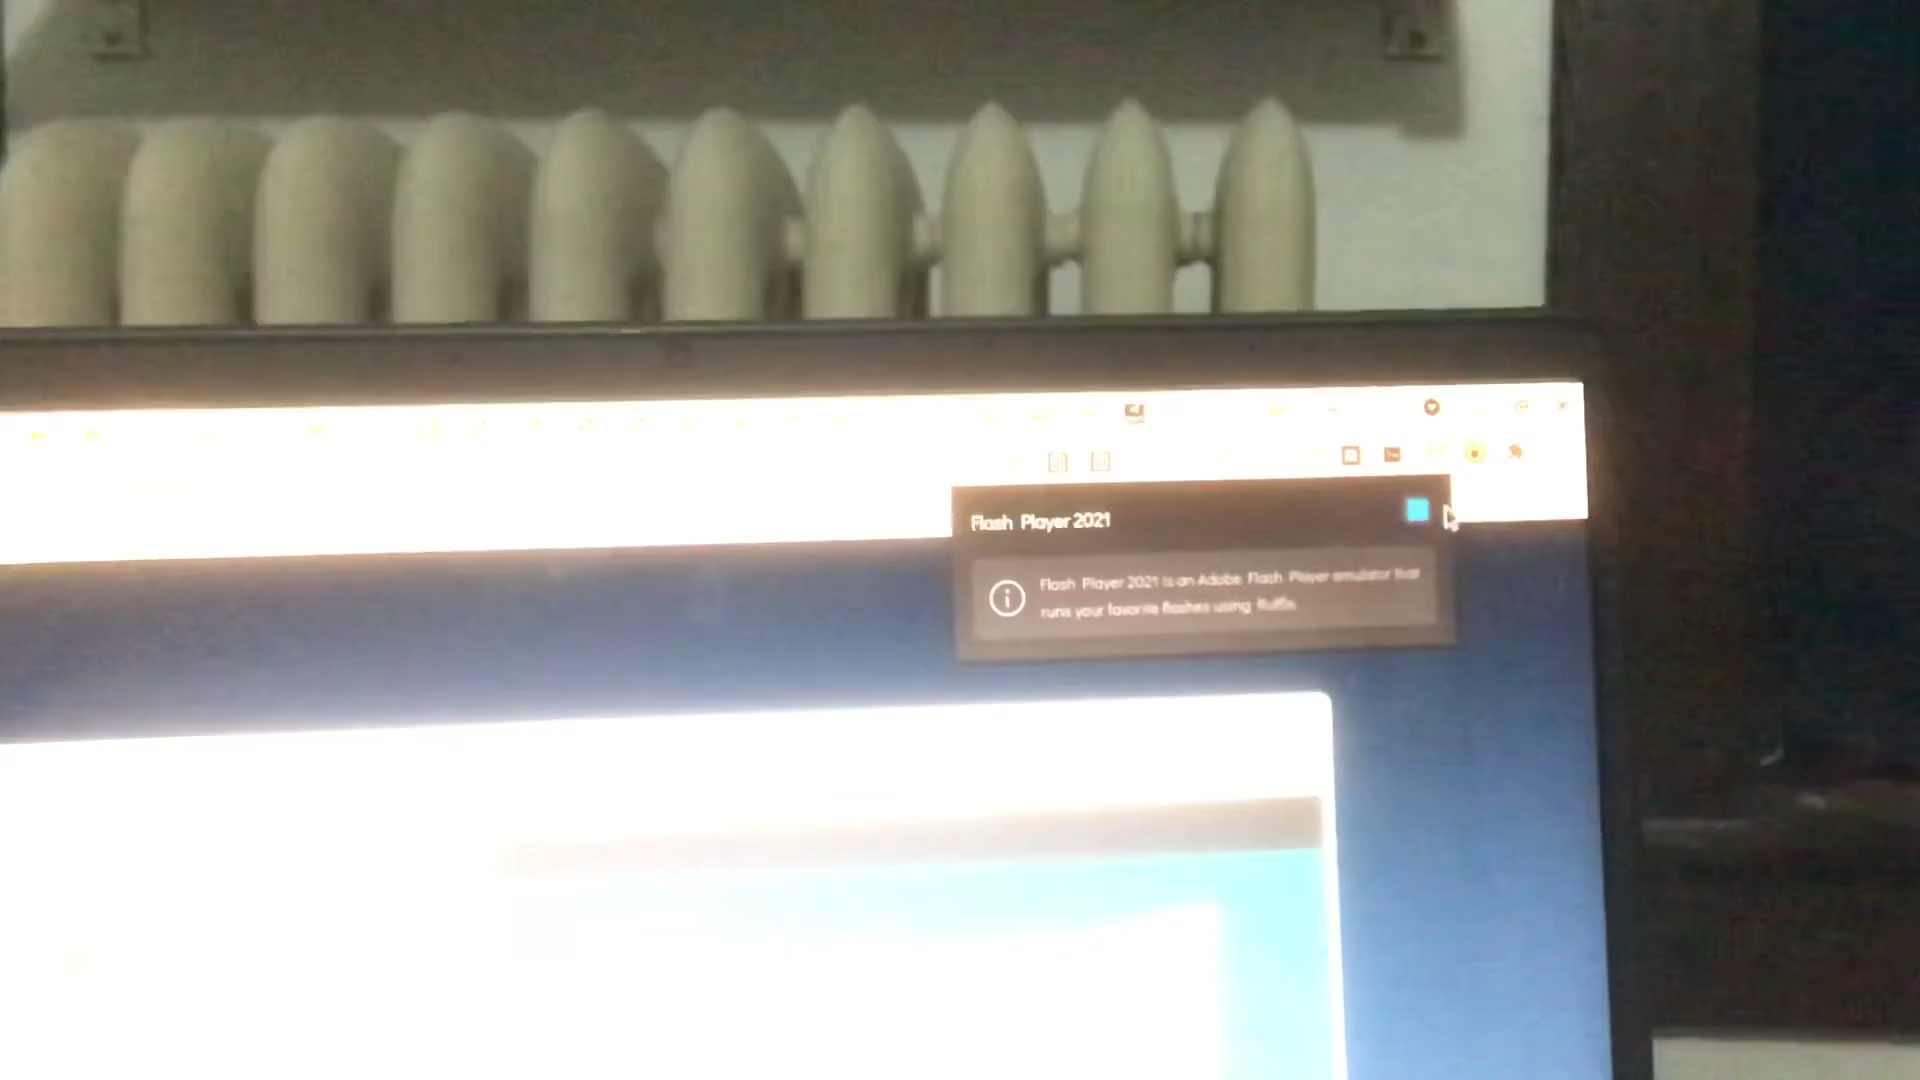 Flash Player 2021
Flash Player 2021 is an Adobe Flash Player emulator that
runs your favorite flashes using Ruffle.